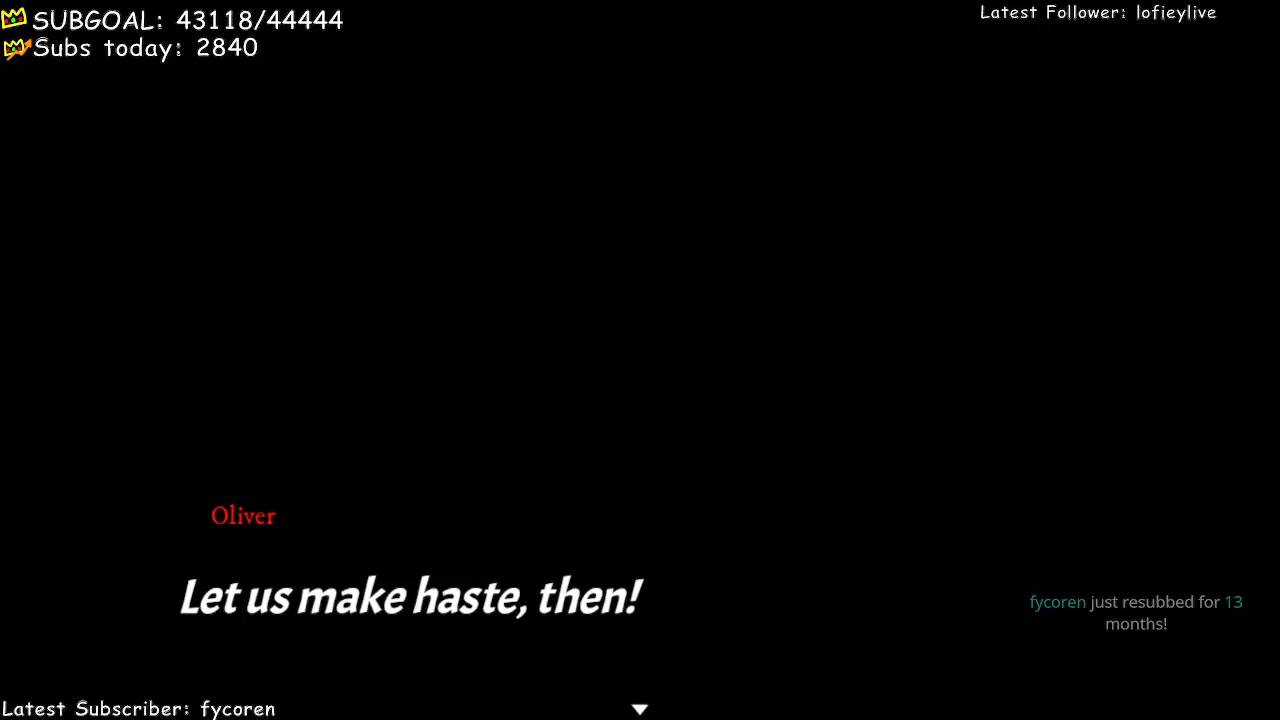 SUBGOAL: 43118/44444
Subs today: 2840
Latest Follower: lofieylive
Oliver
Let us make haste, then!
fycoren just resubbed for 13
months!
Latest Subscriber: fycoren